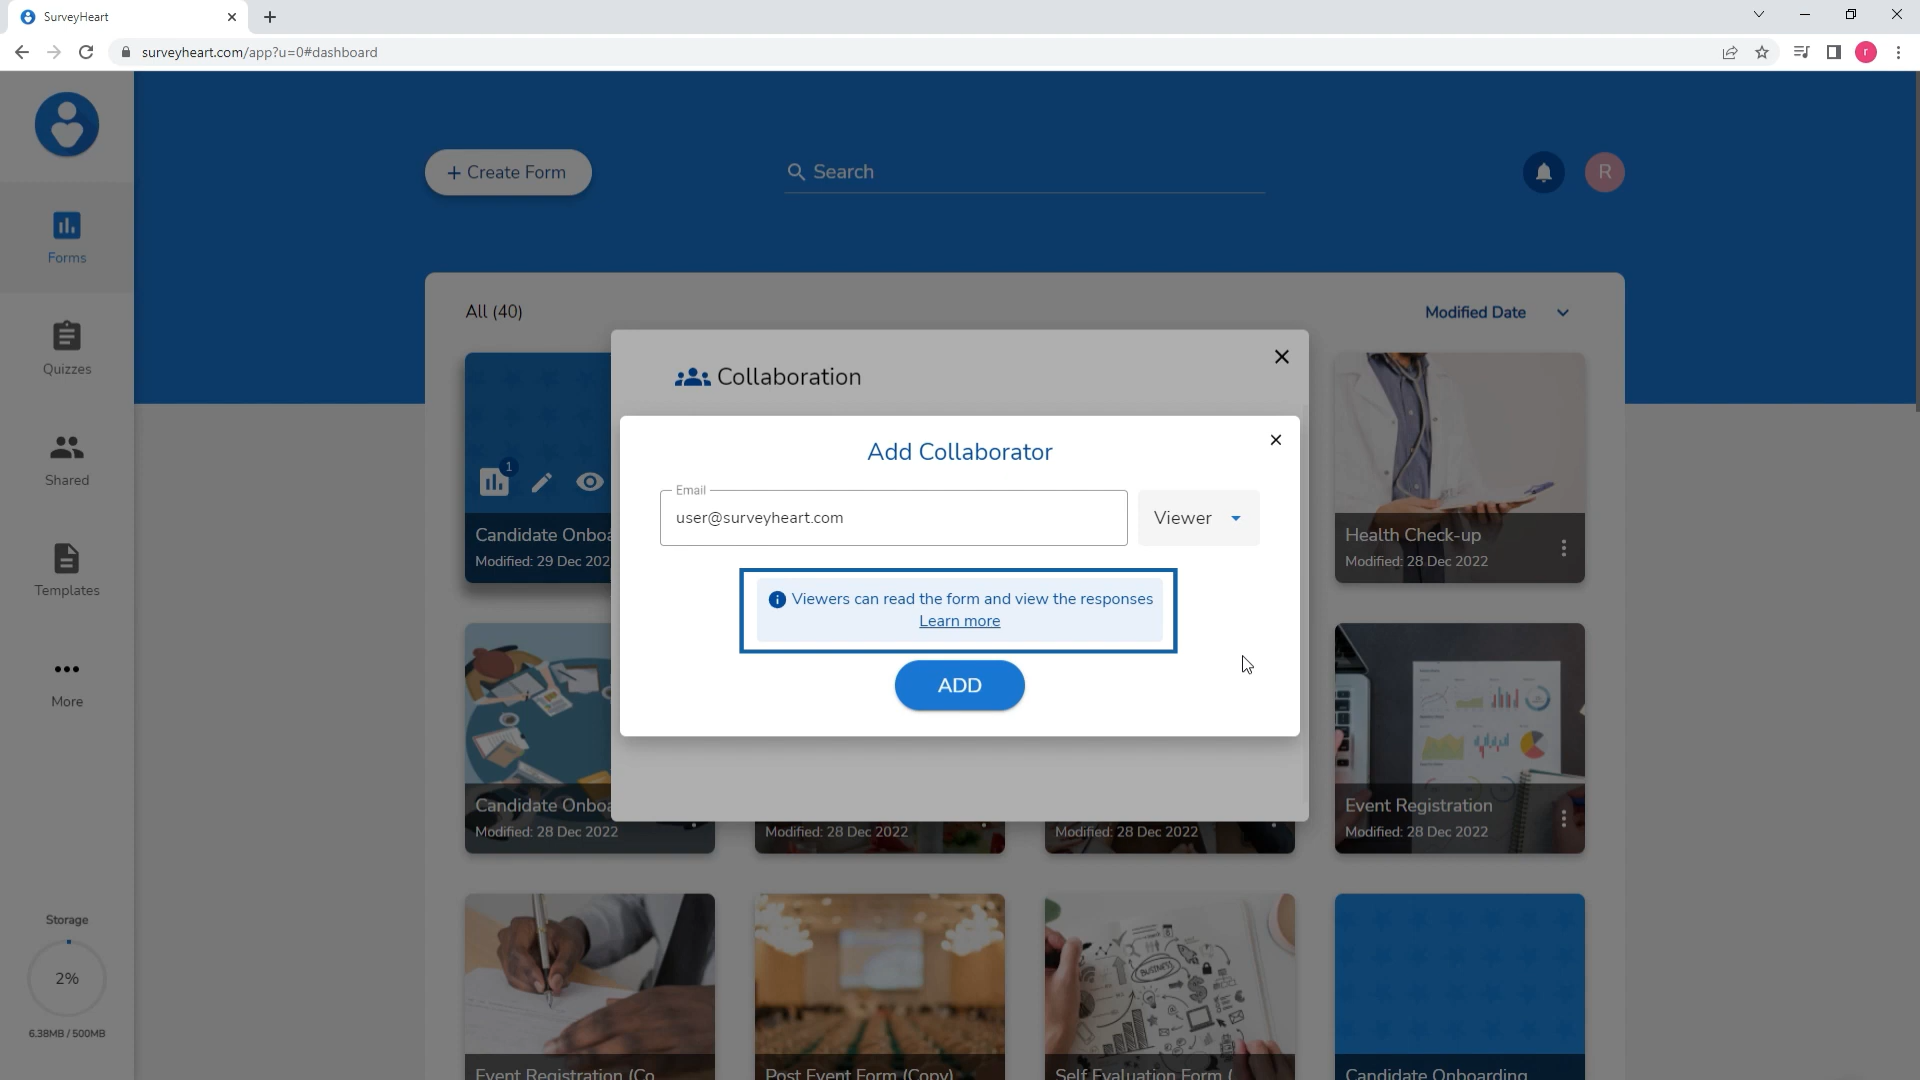 SurveyHeart
surveyheart.com/app?u=0#dashboard
r
+ Create Form
Search
R
Forms
Quizzes
Shared
Templates
More
Storage
2%
6.38MB / 500MB
All (40)
Modified Date
Collaboration
Add Collaborator
Email
user@surveyheart.com
Viewer
Viewers can read the form and view the responses
Learn more
ADD
1
Candidate Onboa
Modified: 29 Dec 202
Health Check-up
Modified: 28 Dec 2022
Candidate Onboa
Modified: 28 Dec 2022
Modified: 28 Dec 2022
Modified: 28 Dec 2022
Event Registration
Modified: 28 Dec 2022
BUSINESS
Event Registration (Co
Post Event Form (Copy)
Self Evaluation Form (
Candidate Onboarding